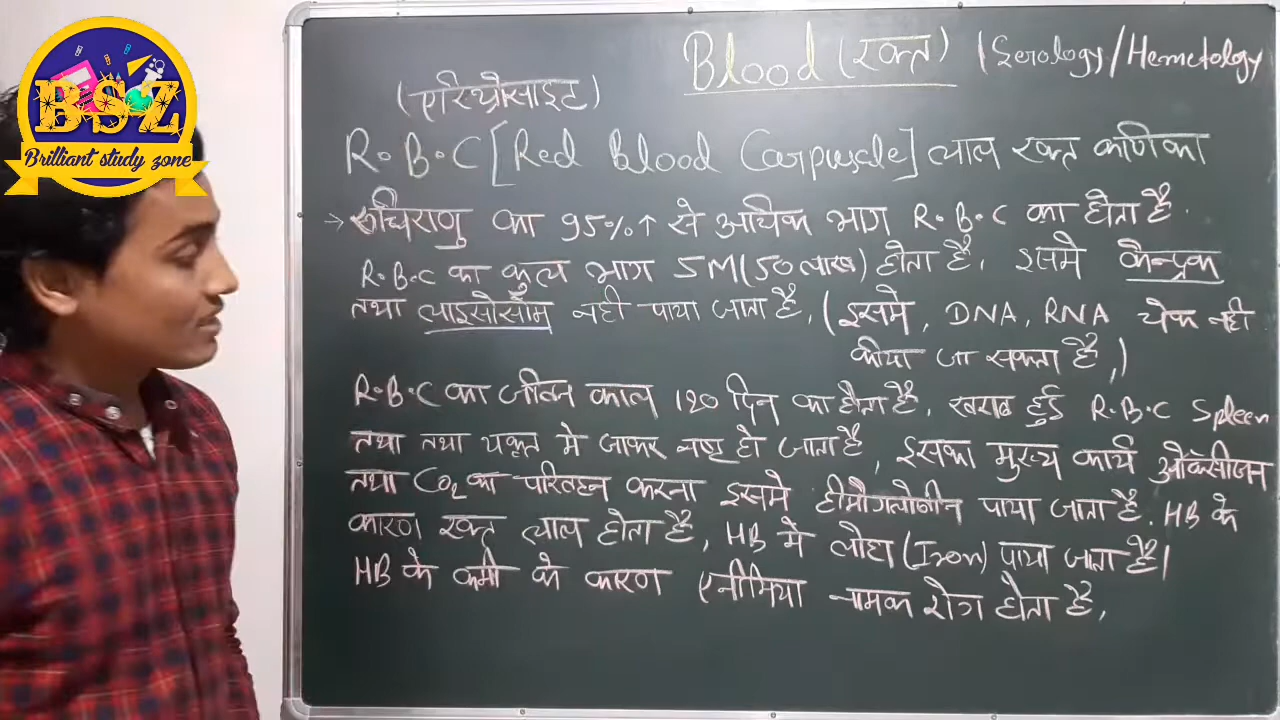 BSZ
Brilliant study zone
Blood (रक्त) (Serology/Hemetology
(एरिथ्रोसाइट)
R.B.C [Red Blood Carpuscle] लाल रक्त कणिका
→ रूधिराणु का 95%↑ से अधिक भाग R.B.C का होता है.
R.B.C का कुल भाग 5M(50 लाख) होता है, इसमे केन्द्रक
तथा लाइसोसोम नही पाया जाता है, (इसमे, DNA, RNA चेक नही
कीया जा सकता है,)
R.B.C का जीवन काल 120 दिन का होता है, खराब हुई R.B.C Spleen
तथा तथा यकृत मे जाकर नष्ट हो जाता है, इसका मुख्य कार्य ऑक्सीजन
तथा CO2 का परिवहन करना इसमे हीमोग्लोबीन पाया जाता है. HB के
कारण रक्त लाल होता है, HB मे लोहा (Iron) पाया जाता है।
HB के कमी के कारण एनीमिया नामक रोग होता है,